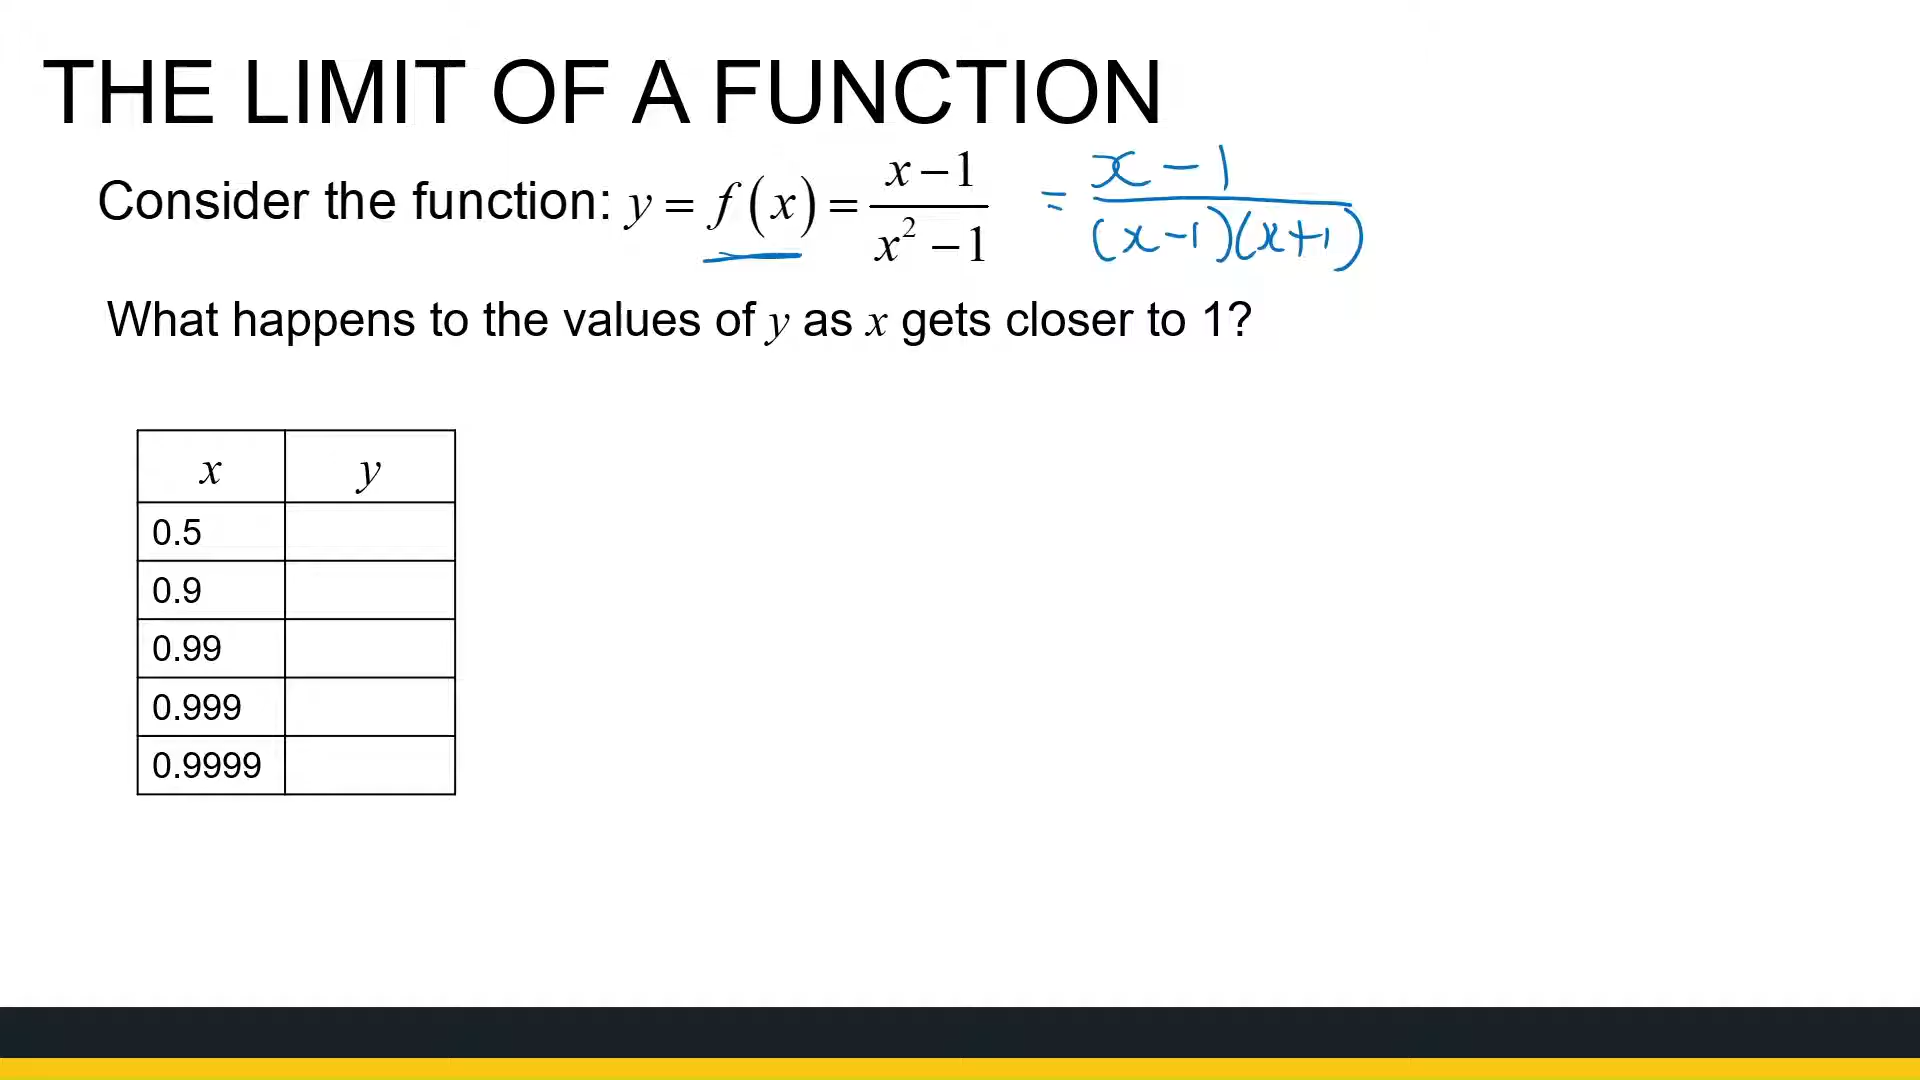 THE LIMIT OF A FUNCTION
Consider the function: y = f(x) = (x − 1)/(x² − 1) = (x − 1)/((x − 1)(x + 1))
What happens to the values of y as x gets closer to 1?
x y
0.5
0.9
0.99
0.999
0.9999